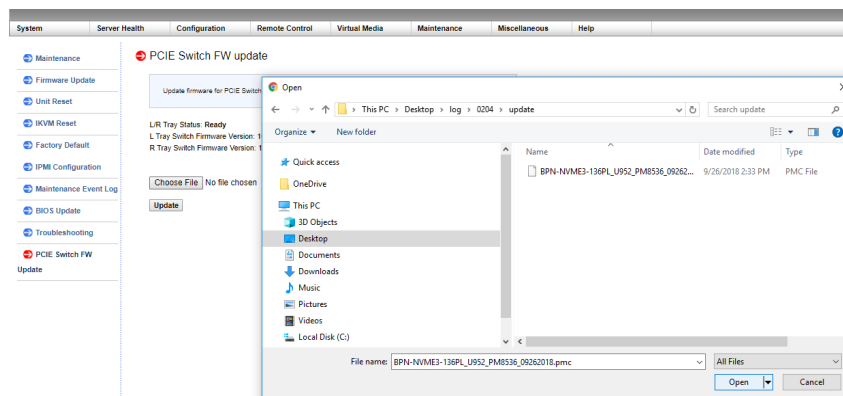 System Server Health Configuration Remote Control Virtual Media Maintenance Miscellaneous Help
Maintenance
Firmware Update
Unit Reset
IKVM Reset
Factory Default
IPMI Configuration
Maintenance Event Log
BIOS Update
Troubleshooting
PCIE Switch FW
Update
PCIE Switch FW update
Update firmware for PCIE Switch
L/R Tray Status: Ready
L Tray Switch Firmware Version: 1
R Tray Switch Firmware Version: 1
Choose File No file chosen
Update
Open
This PC > Desktop > log > 0204 > update
Search update
Organize New folder
Quick access
OneDrive
This PC
3D Objects
Desktop
Documents
Downloads
Music
Pictures
Videos
Local Disk (C:)
Name Date modified Type
BPN-NVME3-136PL_U952_PM8536_09262... 9/26/2018 2:33 PM PMC File
File name: BPN-NVME3-136PL_U952_PM8536_09262018.pmc All Files
Open Cancel